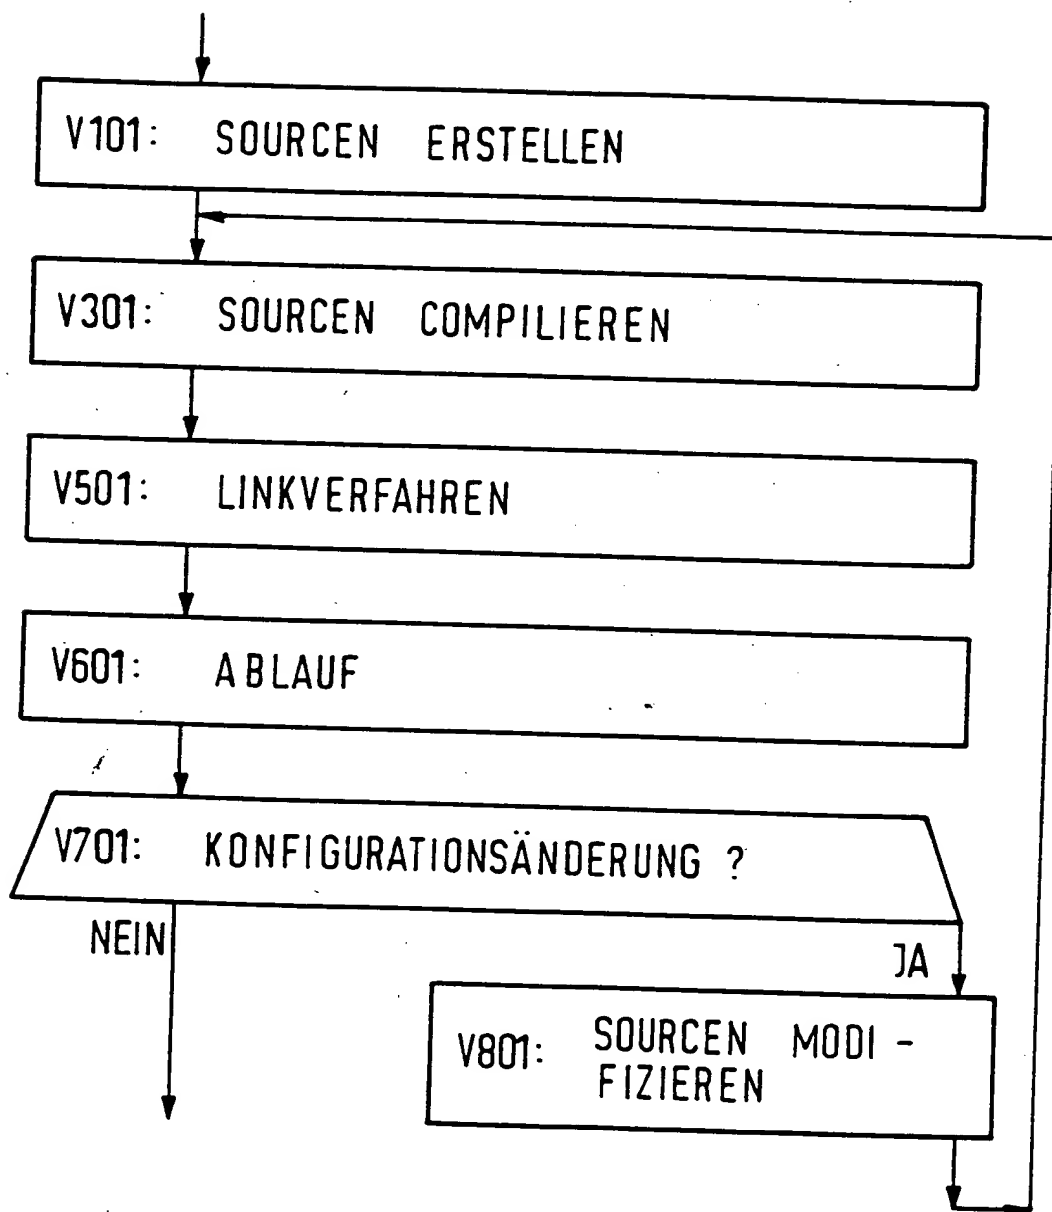 V101: SOURCEN ERSTELLEN
V301: SOURCEN COMPILIEREN
V501: LINKVERFAHREN
V601: ABLAUF
V701: KONFIGURATIONSÄNDERUNG ?
NEIN
JA
V801: SOURCEN MODI-
FIZIEREN